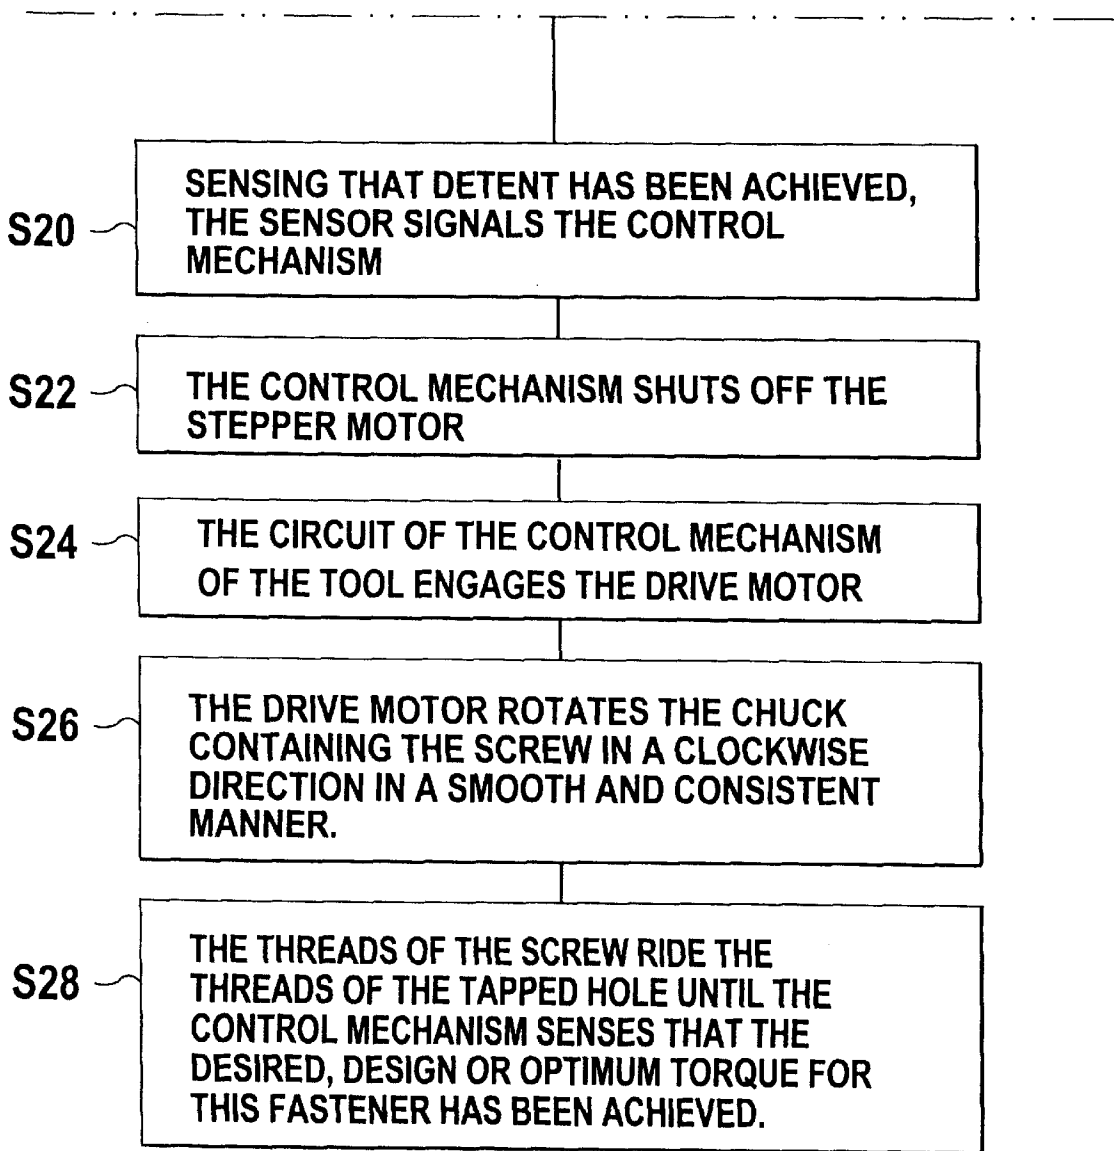 S20
SENSING THAT DETENT HAS BEEN ACHIEVED,
THE SENSOR SIGNALS THE CONTROL
MECHANISM
S22
THE CONTROL MECHANISM SHUTS OFF THE
STEPPER MOTOR
S24
THE CIRCUIT OF THE CONTROL MECHANISM
OF THE TOOL ENGAGES THE DRIVE MOTOR
S26
THE DRIVE MOTOR ROTATES THE CHUCK
CONTAINING THE SCREW IN A CLOCKWISE
DIRECTION IN A SMOOTH AND CONSISTENT
MANNER.
S28
THE THREADS OF THE SCREW RIDE THE
THREADS OF THE TAPPED HOLE UNTIL THE
CONTROL MECHANISM SENSES THAT THE
DESIRED, DESIGN OR OPTIMUM TORQUE FOR
THIS FASTENER HAS BEEN ACHIEVED.